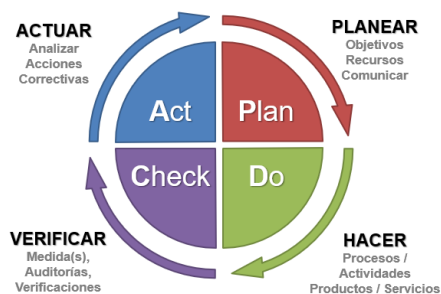 ACTUAR
Analizar
Acciones
Correctivas
PLANEAR
Objetivos
Recursos
Comunicar
Act
Plan
Check
Do
VERIFICAR
Medida(s),
Auditorías,
Verificaciones
HACER
Procesos /
Actividades
Productos / Servicios